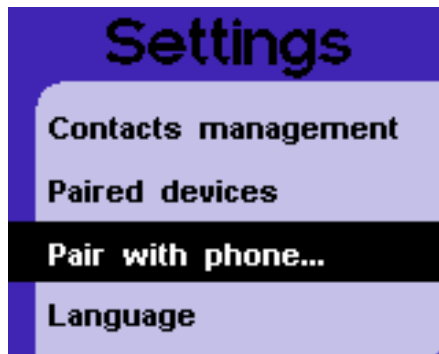 Settings
Contacts management
Paired devices
Pair with phone...
Language